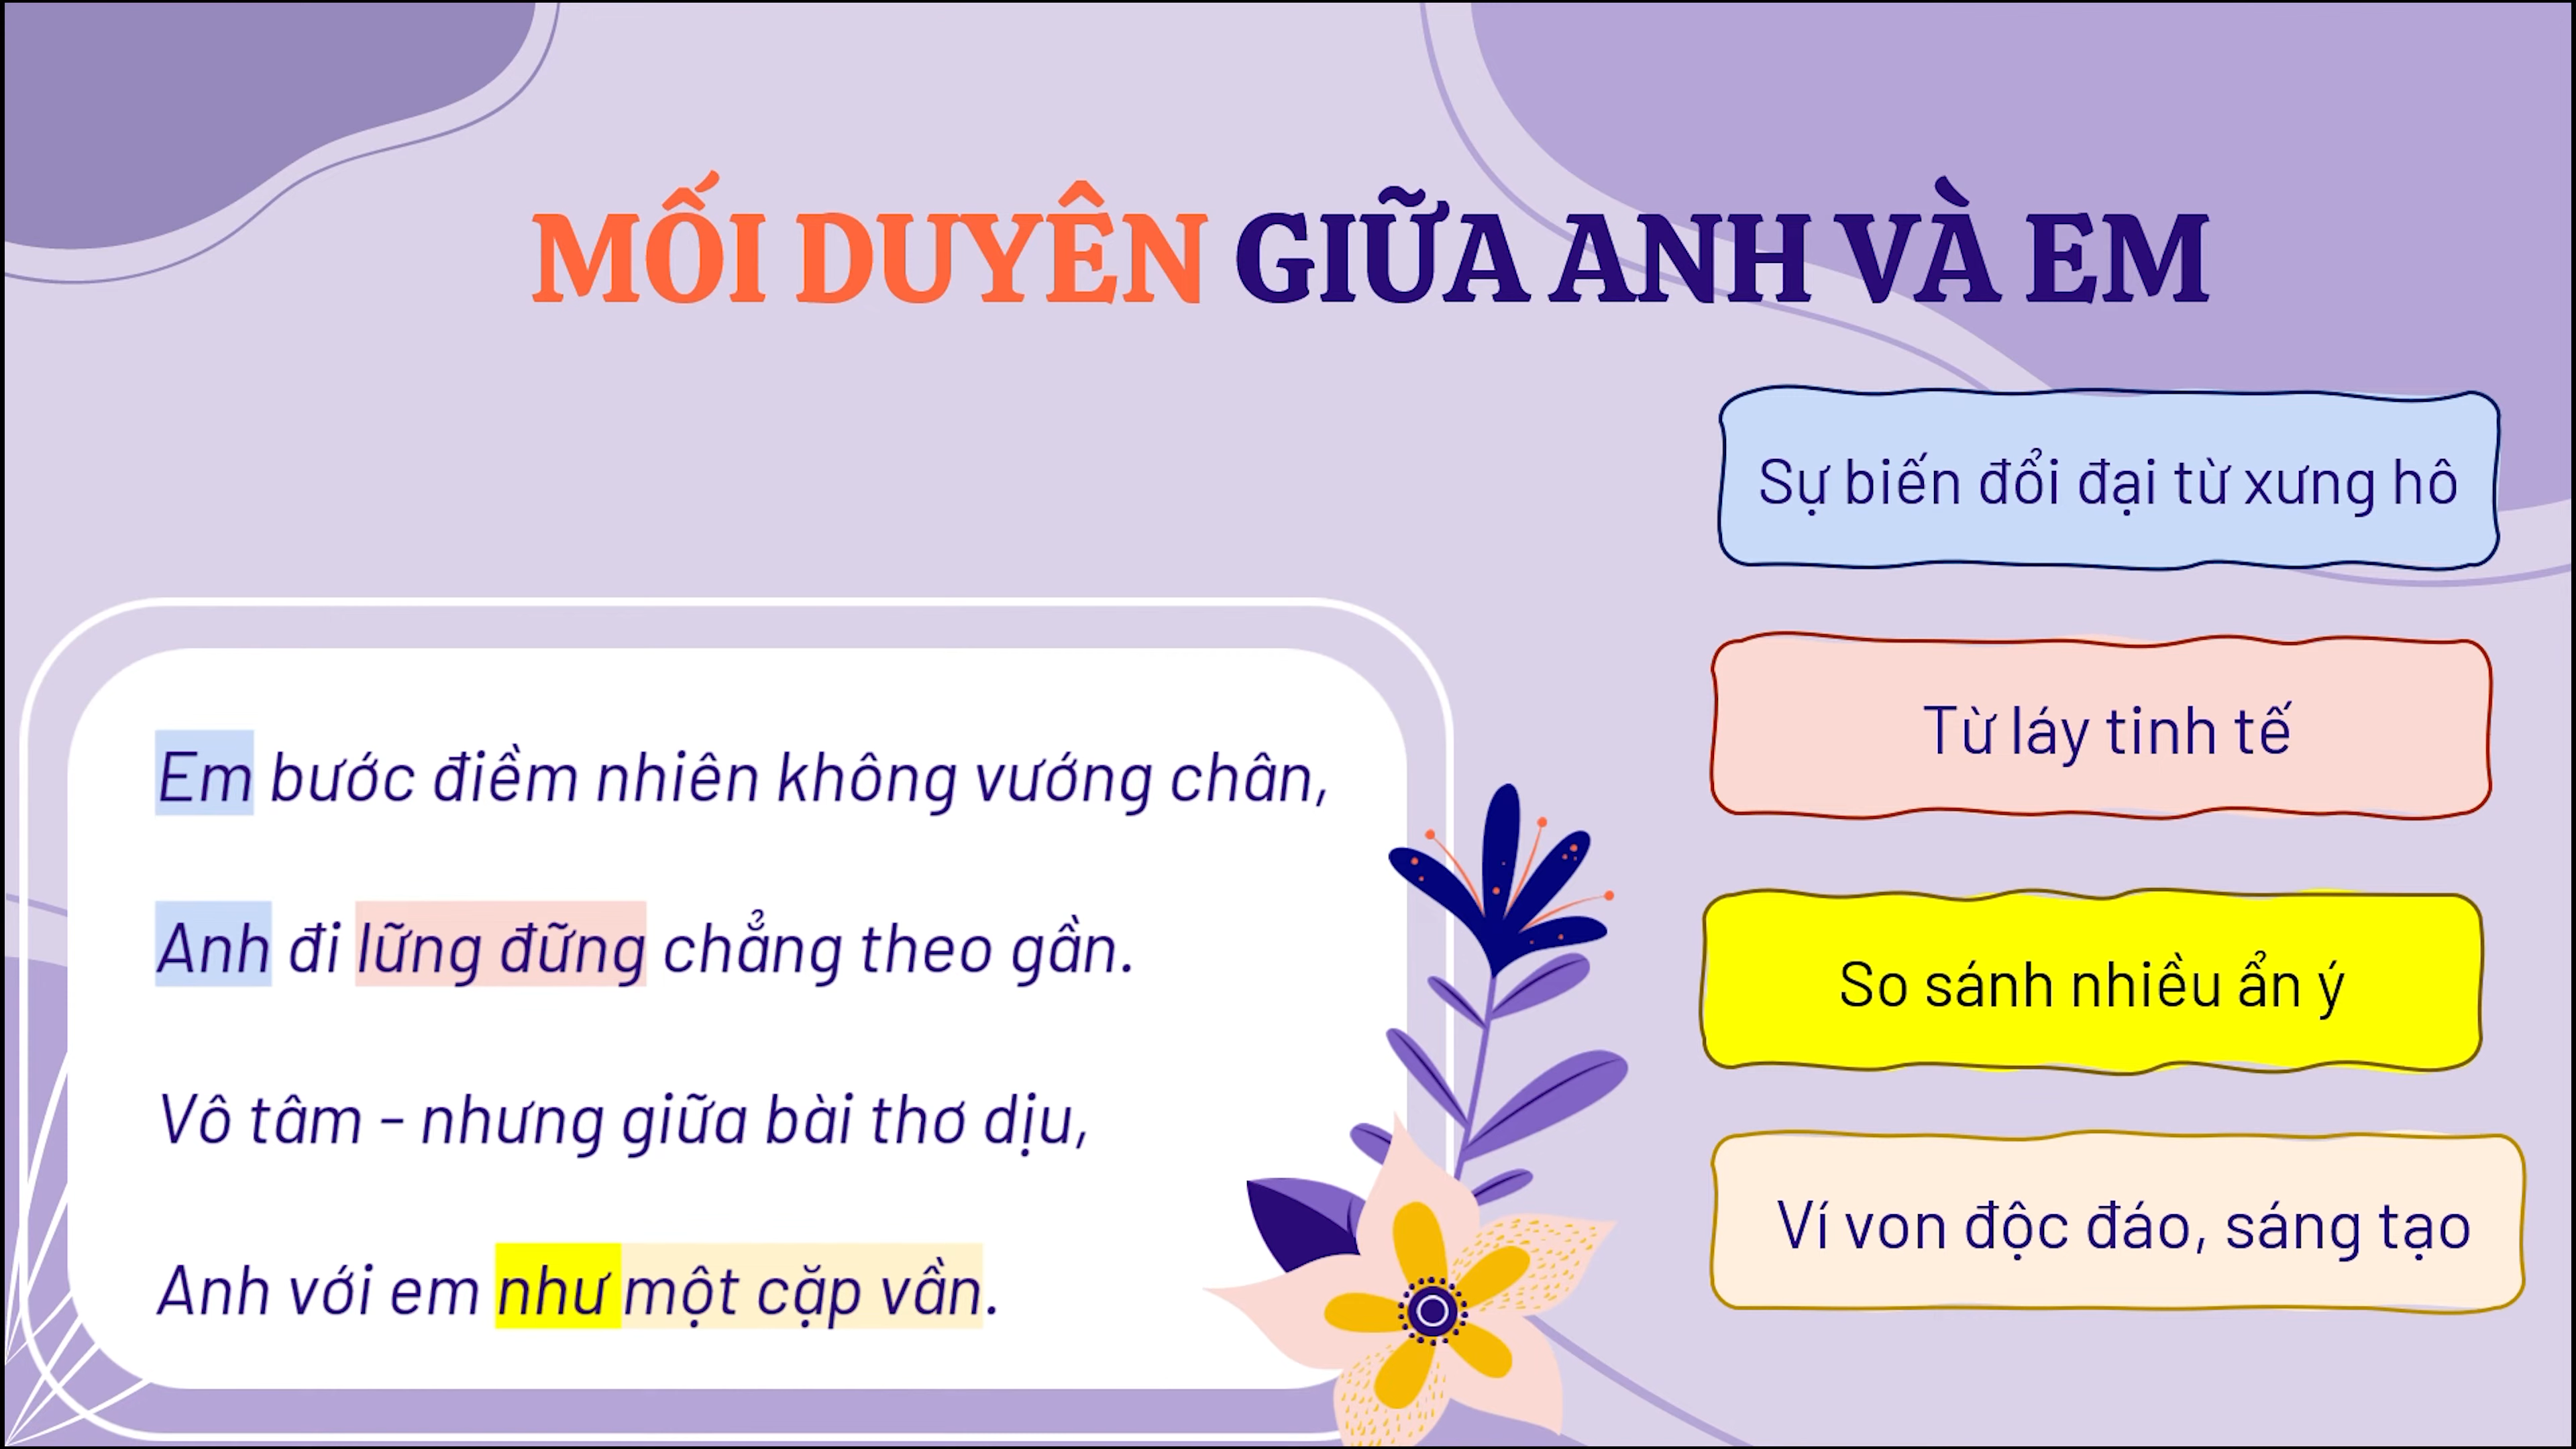 MỐI DUYÊN GIỮA ANH VÀ EM
Em bước điềm nhiên không vướng chân,
Anh đi lững đững chẳng theo gần.
Vô tâm - nhưng giữa bài thơ dịu,
Anh với em như một cặp vần.
Sự biến đổi đại từ xưng hô
Từ láy tinh tế
So sánh nhiều ẩn ý
Ví von độc đáo, sáng tạo